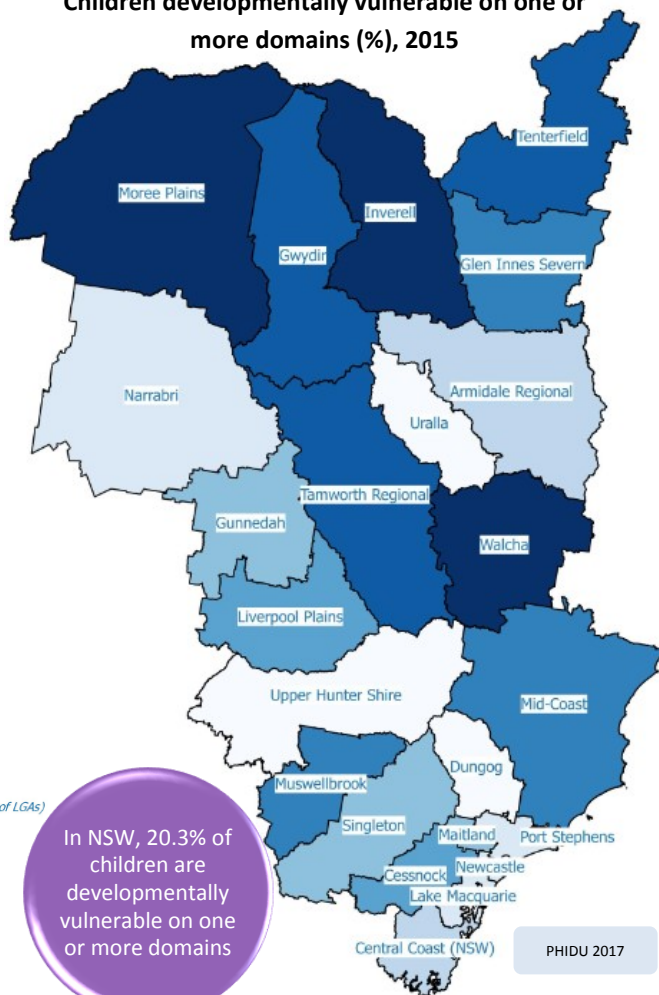 Children developmentally vulnerable on one or
more domains (%), 2015
Tenterfield
Moree Plains
Inverell
Gwydir
Glen Innes Severn
Narrabri
Armidale Regional
Uralla
Tamworth Regional
Gunnedah
Walcha
Liverpool Plains
Upper Hunter Shire
Mid-Coast
Dungog
Muswellbrook
of LGAs)
Singleton
Maitland
Port Stephens
Newcastle
Cessnock
Lake Macquarie
Central Coast (NSW)
In NSW, 20.3% of
children are
developmentally
vulnerable on one
or more domains
PHIDU 2017